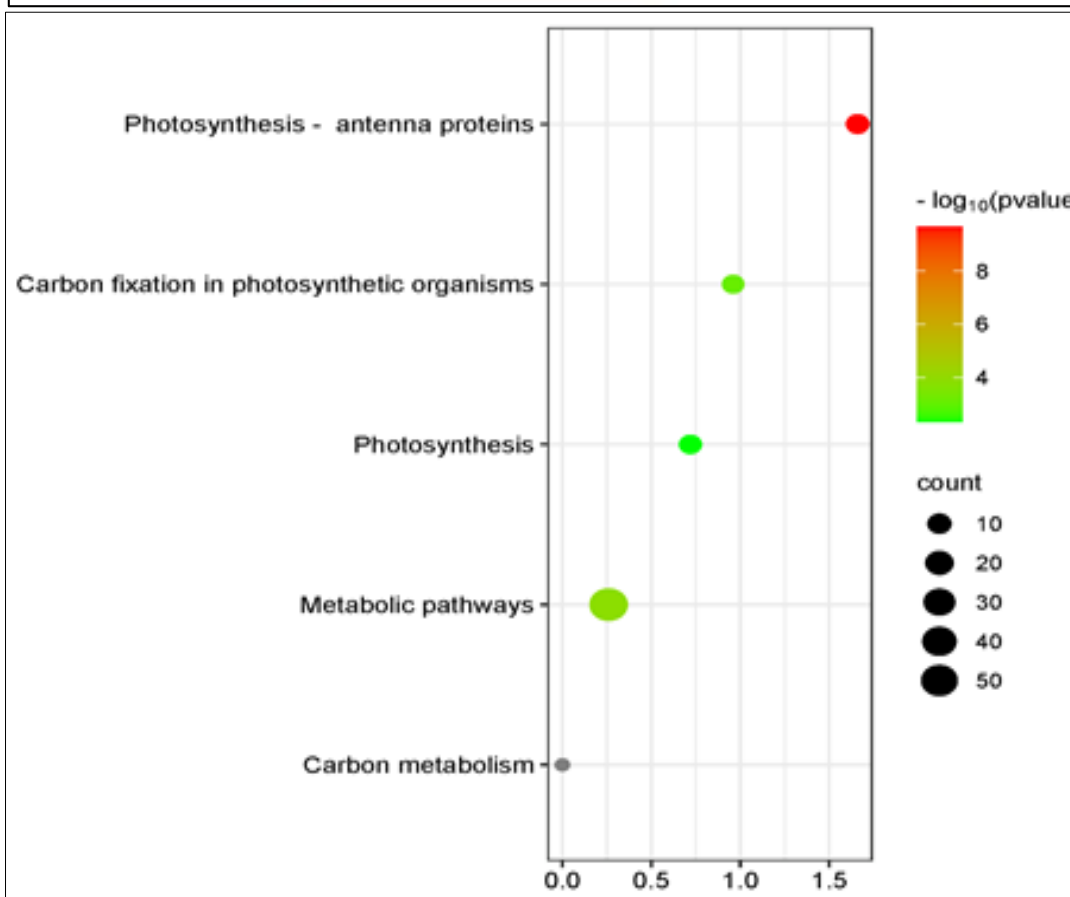 Photosynthesis - antenna proteins
Carbon fixation in photosynthetic organisms
Photosynthesis
Metabolic pathways
Carbon metabolism
0.0 0.5 1.0 1.5
- log₁₀(pvalue
8
6
4
count
10
20
30
40
50